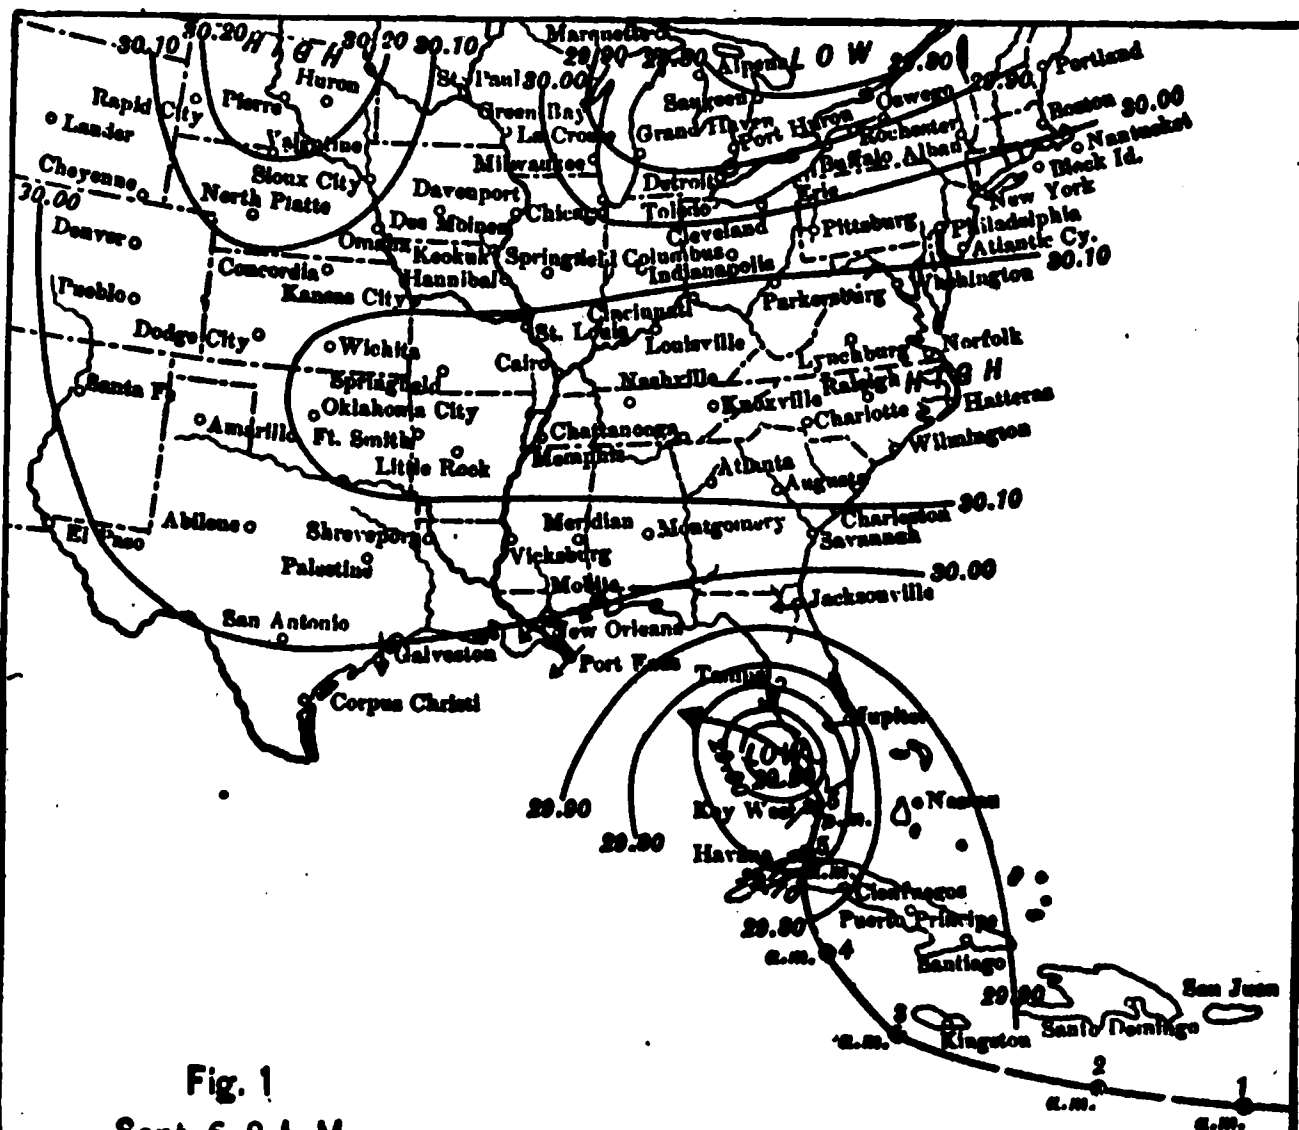 30.10
30.20
H I G H
30 20
30.10
Marquette
29.90
29.80
Alpena
LOW
29.80
29.90
Portland
Huron
St. Paul
30.00
Rapid City
Pierre
Green Bay
Saugeen
Oswego
Boston
30.00
Lander
Valentine
La Crosse
Grand Haven
Port Huron
Rochester
Nantucket
Cheyenne
Sioux City
Milwaukee
Buffalo
Albany
Block Id.
30.00
North Platte
Davenport
Detroit
Erie
New York
Denver
Des Moines
Chicago
Toledo
Cleveland
Pittsburg
Philadelphia
Omaha
Keokuk
Springfield
Columbus
Atlantic Cy.
Concordia
Hannibal
Indianapolis
Washington
30.10
Pueblo
Kansas City
Cincinnati
Parkersburg
Dodge City
St. Louis
Louisville
Wichita
Cairo
Lynchburg
Norfolk
Santa Fe
Springfield
Nashville
Raleigh
H I G H
Oklahoma City
Knoxville
Charlotte
Hatteras
Amarillo
Ft. Smith
Chattanooga
Wilmington
Little Rock
Memphis
Atlanta
Augusta
30.10
Abilene
Shreveport
Meridian
Montgomery
Charleston
El Paso
Vicksburg
Savannah
Palestine
Mobile
30.00
San Antonio
New Orleans
Jacksonville
Galveston
Port Eads
Tampa
Corpus Christi
Jupiter
LOW
29.90
Key West
5
p.m.
Nassau
29.80
Havana
5
a.m.
Cienfuegos
29.80
Puerto Principe
a.m.
4
Santiago
29.90
San Juan
3
a.m.
Kingston
Santo Domingo
2
a.m.
1
a.m.
Fig. 1
Sept. 6, 8 A. M.